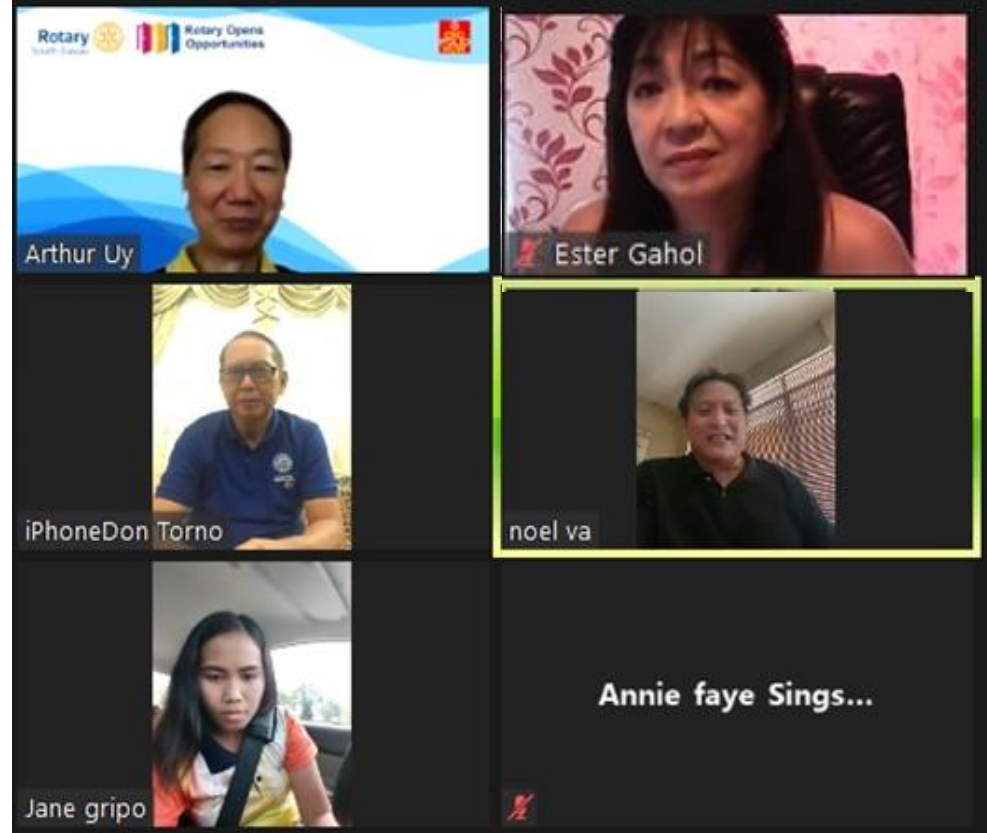 Rotary
Rotary Opens
Opportunities
Arthur Uy
Ester Gahol
iPhoneDon Torno
noel va
Jane gripo
Annie faye Sings...